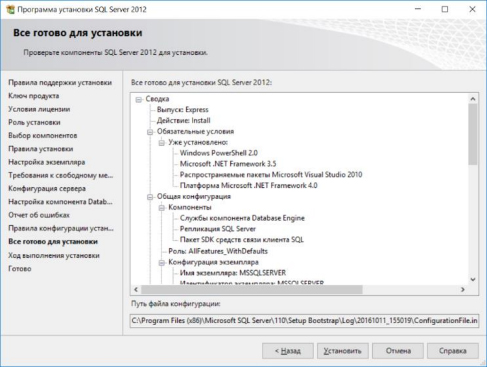 Программа установки SQL Server 2012
Все готово для установки
Проверьте компоненты SQL Server 2012 для установки.
Правила поддержки установки
Ключ продукта
Условия лицензии
Роль установки
Выбор компонентов
Правила установки
Настройка экземпляра
Требования к свободному ме...
Конфигурация сервера
Настройка компонента Datab...
Отчет об ошибках
Правила конфигурации устан...
Все готово для установки
Ход выполнения установки
Готово
Все готово для установки SQL Server 2012:
Сводка
Выпуск: Express
Действие: Install
Обязательные условия
Уже установлено:
Windows PowerShell 2.0
Microsoft .NET Framework 3.5
Распространяемые пакеты Microsoft Visual Studio 2010
Платформа Microsoft .NET Framework 4.0
Общая конфигурация
Компоненты
Службы компонента Database Engine
Репликация SQL Server
Пакет SDK средств связи клиента SQL
Роль: AllFeatures_WithDefaults
Конфигурация экземпляра
Имя экземпляра: MSSQLSERVER
Идентификатор экземпляра: MSSQLSERVER
Путь файла конфигурации:
C:\Program Files (x86)\Microsoft SQL Server\110\Setup Bootstrap\Log\20161011_155019\ConfigurationFile.in
< Назад
Установить
Отмена
Справка